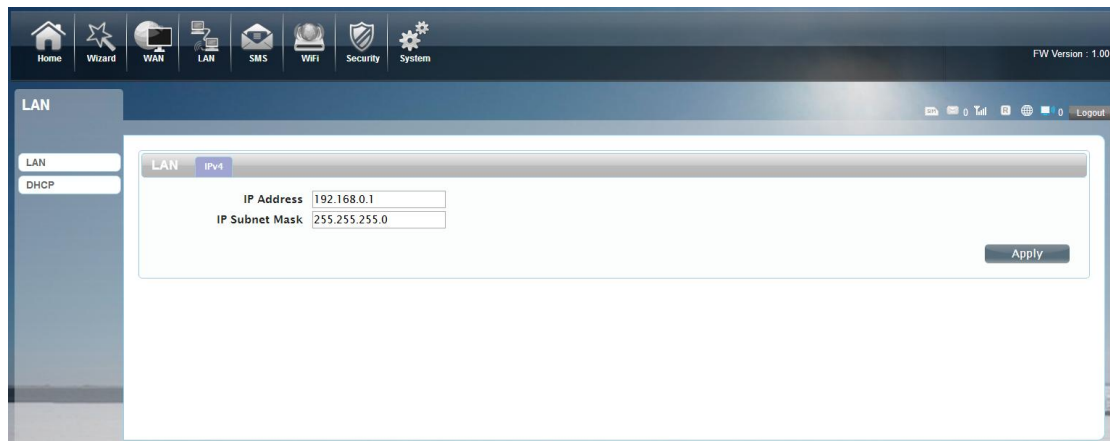 Home Wizard WAN LAN SMS WiFi Security System
FW Version : 1.00
LAN
0 R 0 Logout
LAN
DHCP
LAN IPv4
IP Address 192.168.0.1
IP Subnet Mask 255.255.255.0
Apply